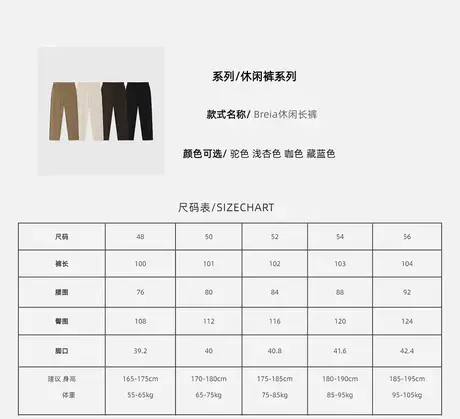 系列/休闲裤系列
款式名称/ Breia休闲长裤
颜色可选/ 驼色 浅杏色 咖色 藏蓝色
尺码表/SIZECHART
尺码 48 50 52 54 56
裤长 100 101 102 103 104
腰围 76 80 84 88 92
臀围 108 112 116 120 124
脚口 39.2 40 40.8 41.6 42.4
建议 身高 165-175cm 170-180cm 175-185cm 180-190cm 185-195cm
体重 55-65kg 65-75kg 75-85kg 85-95kg 95-105kg